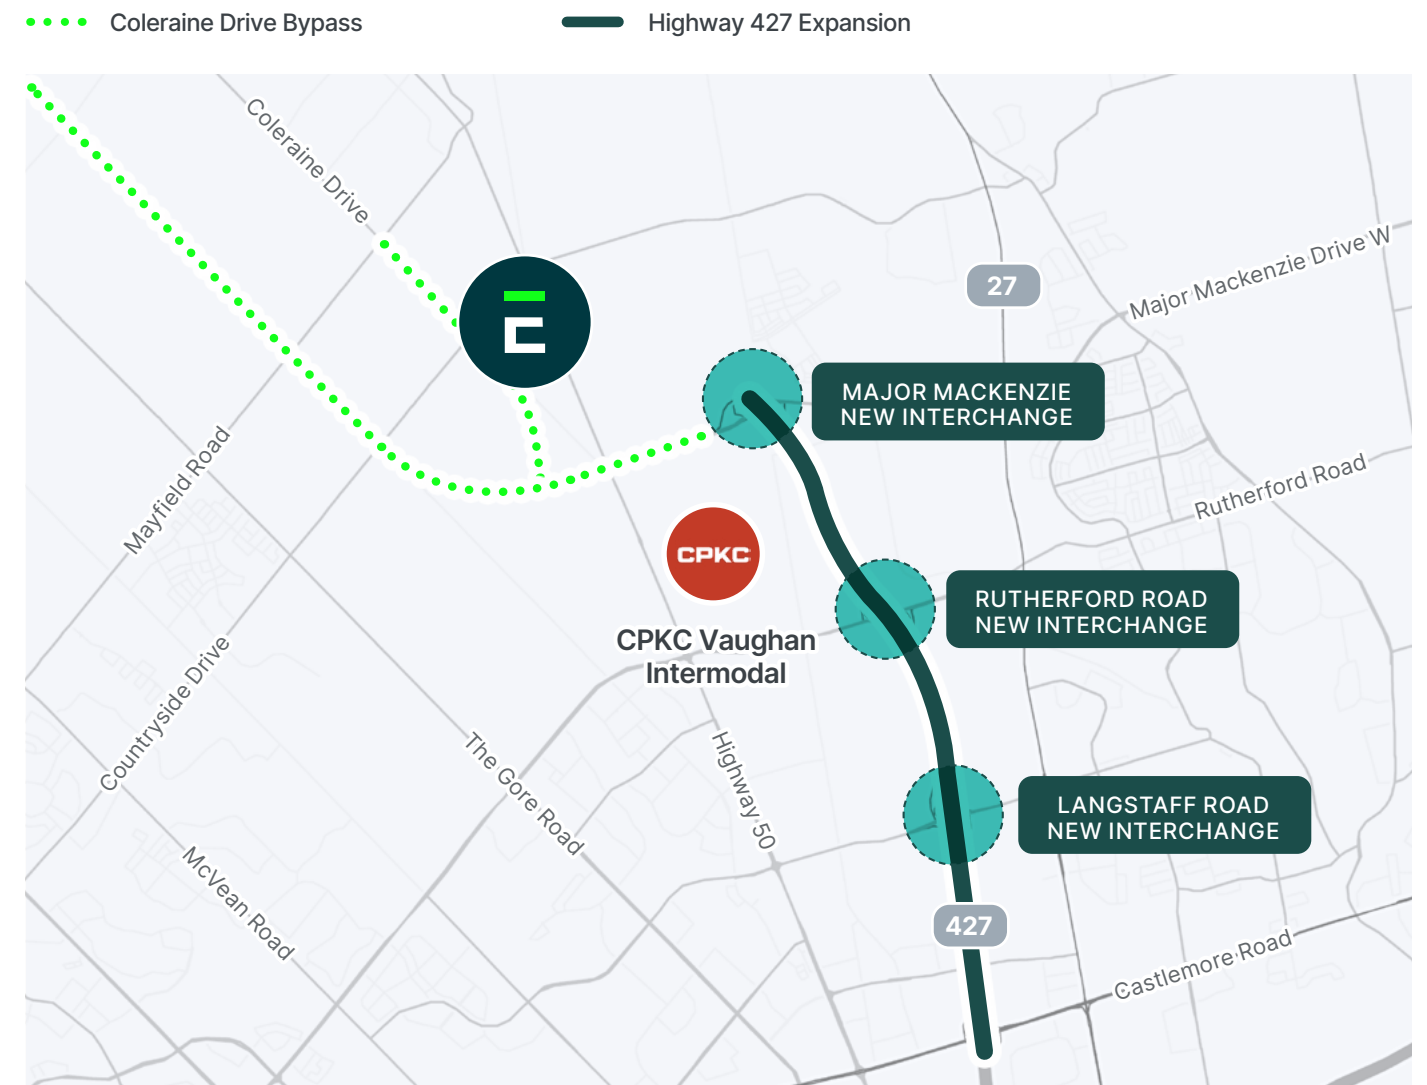 Coleraine Drive Bypass
Highway 427 Expansion
Coleraine Drive
Major Mackenzie Drive W
27
MAJOR MACKENZIE
NEW INTERCHANGE
Mayfield Road
Rutherford Road
CPKC
RUTHERFORD ROAD
NEW INTERCHANGE
CPKC Vaughan
Intermodal
Countryside Drive
The Gore Road
Highway 50
LANGSTAFF ROAD
NEW INTERCHANGE
McVean Road
427
Castlemore Road